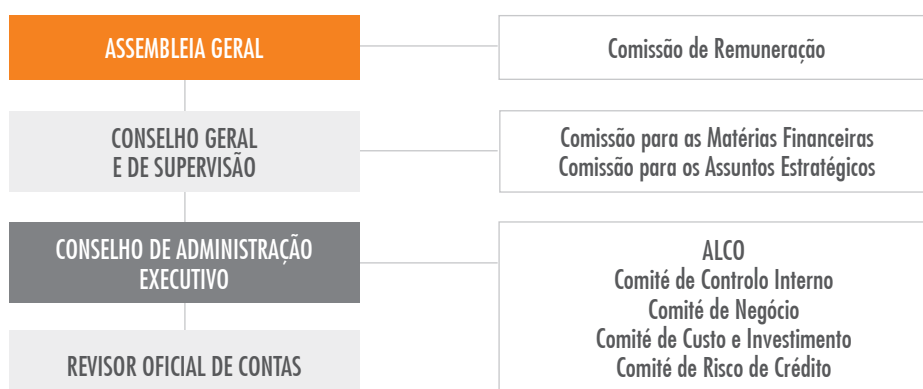 ASSEMBLEIA GERAL
Comissão de Remuneração
CONSELHO GERAL
E DE SUPERVISÃO
Comissão para as Matérias Financeiras
Comissão para os Assuntos Estratégicos
CONSELHO DE ADMINISTRAÇÃO
EXECUTIVO
ALCO
Comité de Controlo Interno
Comité de Negócio
Comité de Custo e Investimento
Comité de Risco de Crédito
REVISOR OFICIAL DE CONTAS